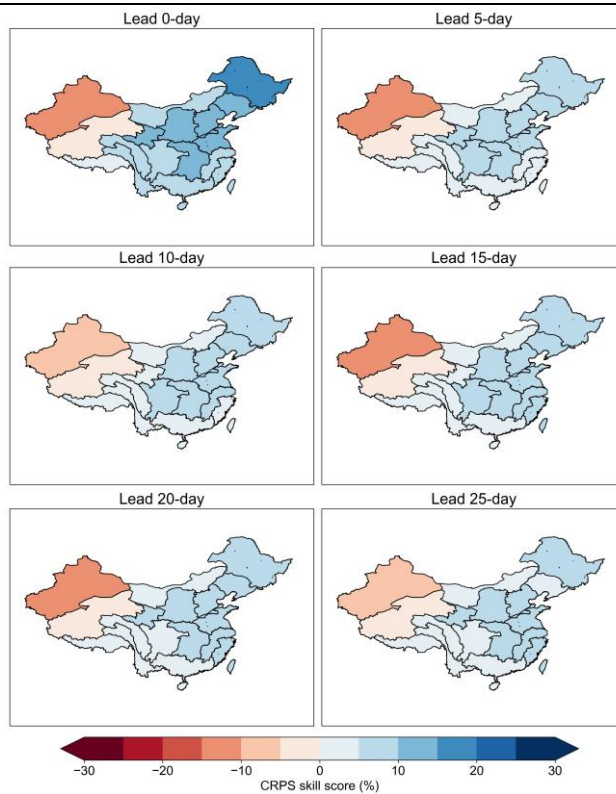 Lead 0-day
Lead 5-day
Lead 10-day
Lead 15-day
Lead 20-day
Lead 25-day
−30 −20 −10 0 10 20 30
CRPS skill score (%)